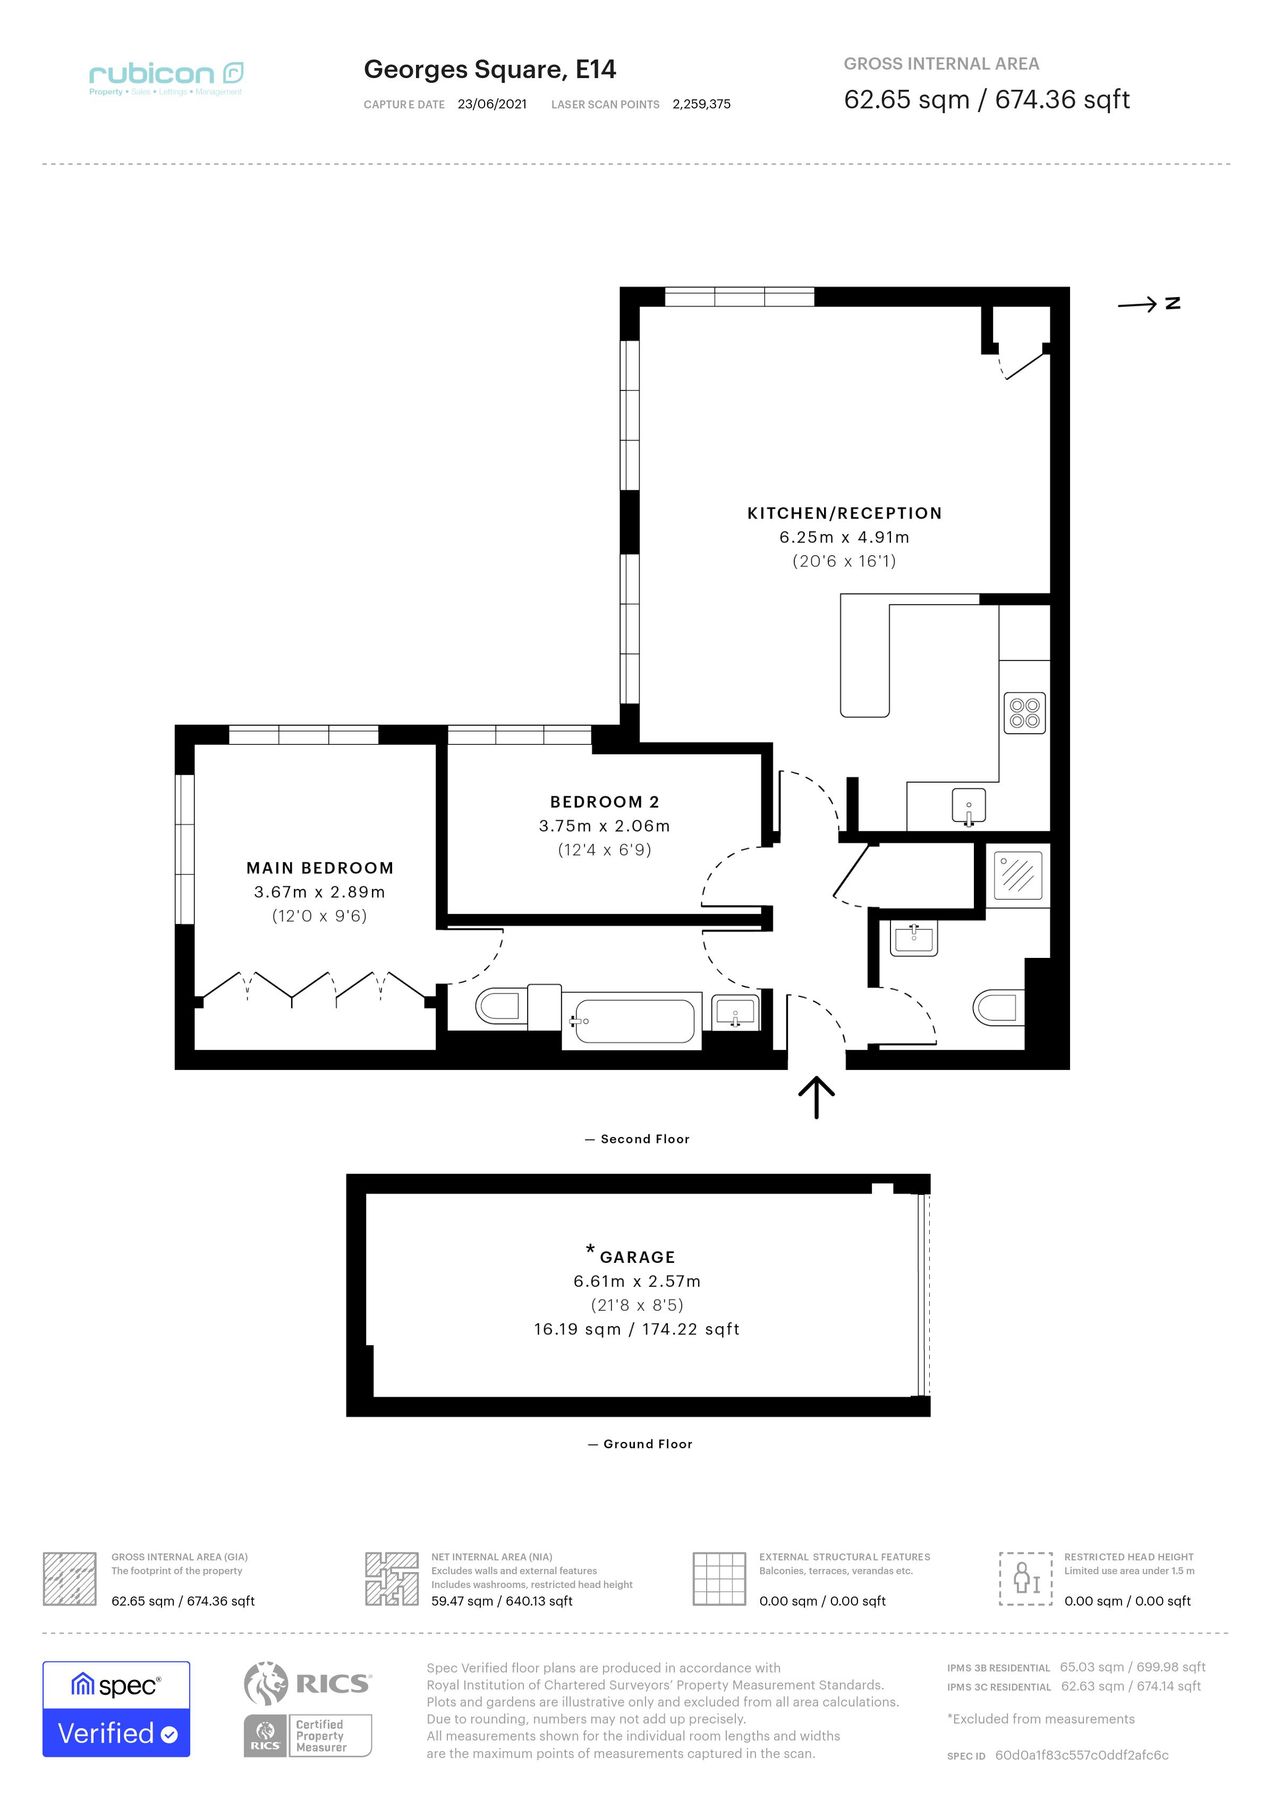 rubicon
Property • Sales • Lettings • Management
Georges Square, E14
CAPTURE DATE 23/06/2021 LASER SCAN POINTS 2,259,375
GROSS INTERNAL AREA
62.65 sqm / 674.36 sqft
N
KITCHEN/RECEPTION
6.25m x 4.91m
(20'6 x 16'1)
BEDROOM 2
3.75m x 2.06m
(12'4 x 6'9)
MAIN BEDROOM
3.67m x 2.89m
(12'0 x 9'6)
— Second Floor
*GARAGE
6.61m x 2.57m
(21'8 x 8'5)
16.19 sqm / 174.22 sqft
— Ground Floor
GROSS INTERNAL AREA (GIA)
The footprint of the property
62.65 sqm / 674.36 sqft
NET INTERNAL AREA (NIA)
Excludes walls and external features
Includes washrooms, restricted head height
59.47 sqm / 640.13 sqft
EXTERNAL STRUCTURAL FEATURES
Balconies, terraces, verandas etc.
0.00 sqm / 0.00 sqft
RESTRICTED HEAD HEIGHT
Limited use area under 1.5 m
0.00 sqm / 0.00 sqft
spec®
Verified
RICS
RICS
Certified
Property
Measurer
Spec Verified floor plans are produced in accordance with
Royal Institution of Chartered Surveyors' Property Measurement Standards.
Plots and gardens are illustrative only and excluded from all area calculations.
Due to rounding, numbers may not add up precisely.
All measurements shown for the individual room lengths and widths
are the maximum points of measurements captured in the scan.
IPMS 3B RESIDENTIAL 65.03 sqm / 699.98 sqft
IPMS 3C RESIDENTIAL 62.63 sqm / 674.14 sqft
*Excluded from measurements
SPEC ID 60d0a1f83c557c0ddf2afc6c